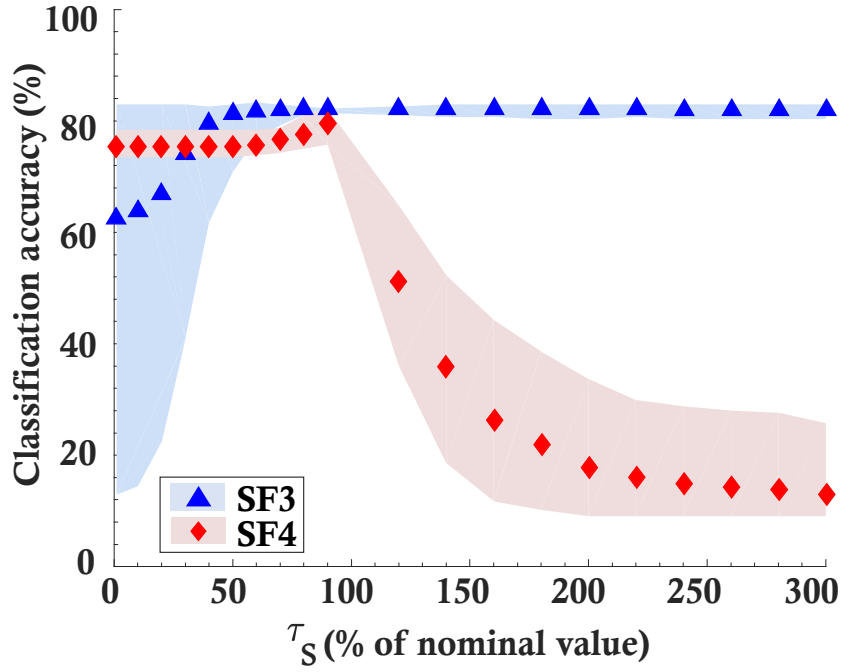 Classification accuracy (%)
100
80
60
40
20
0
SF3
SF4
0 50 100 150 200 250 300
τS (% of nominal value)